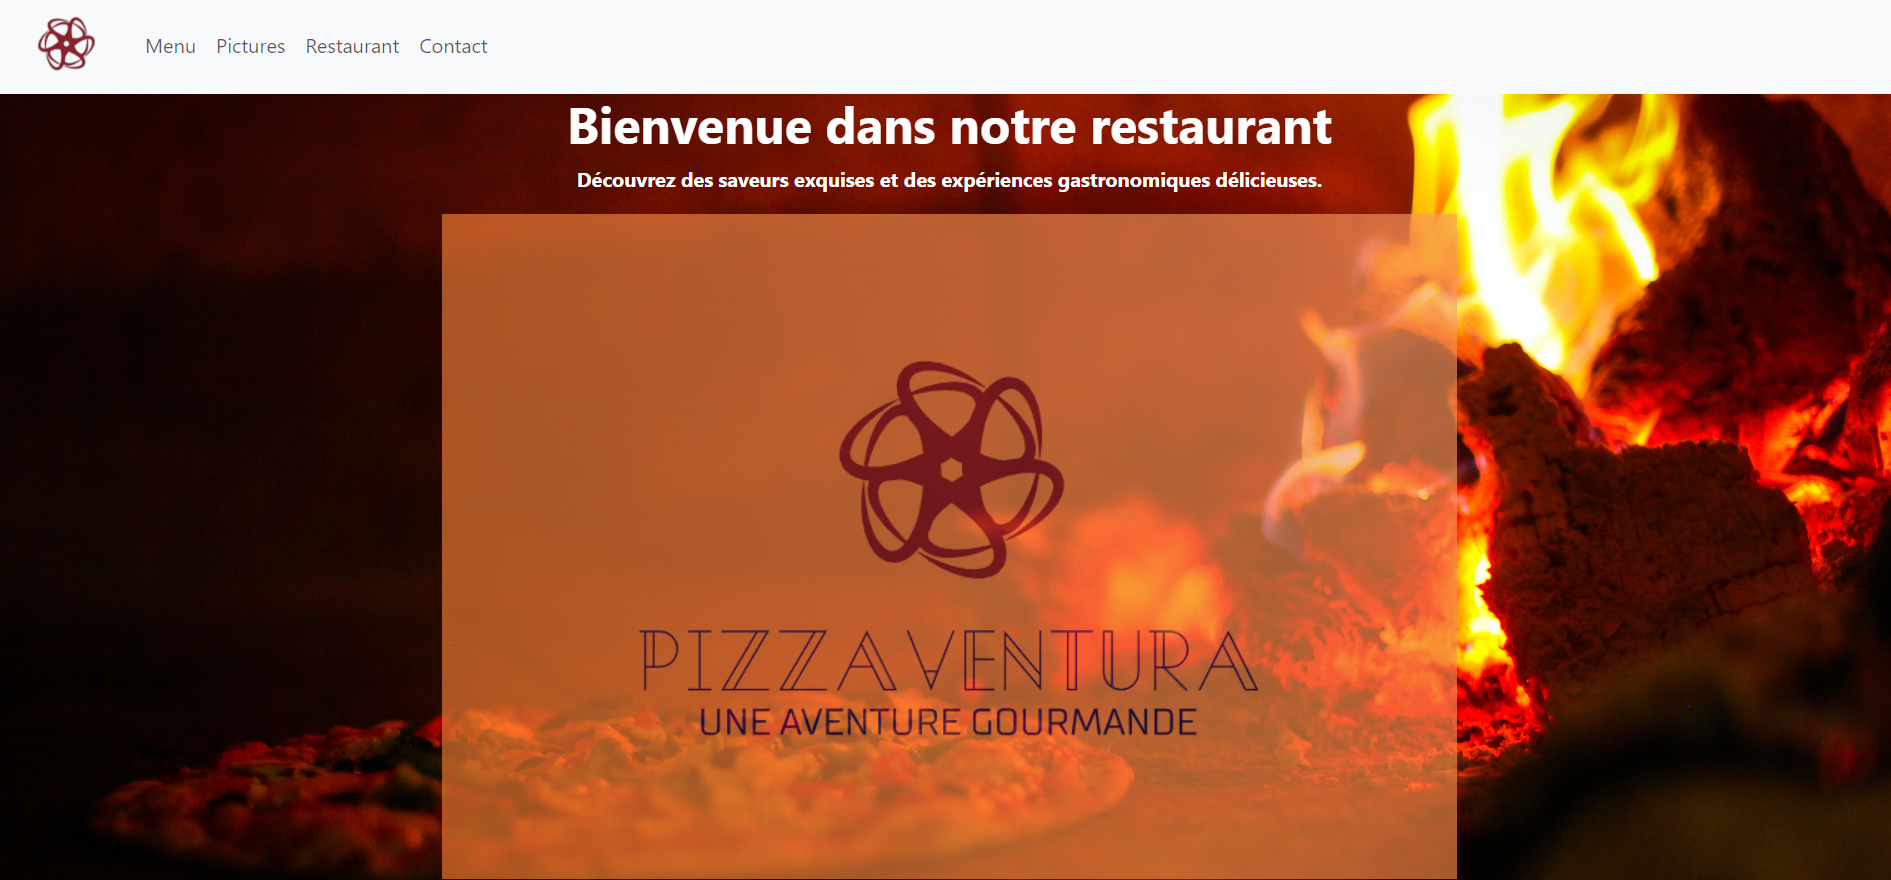 Menu Pictures Restaurant Contact
Bienvenue dans notre restaurant
Découvrez des saveurs exquises et des expériences gastronomiques délicieuses.
PIZZAVENTURA
UNE AVENTURE GOURMANDE